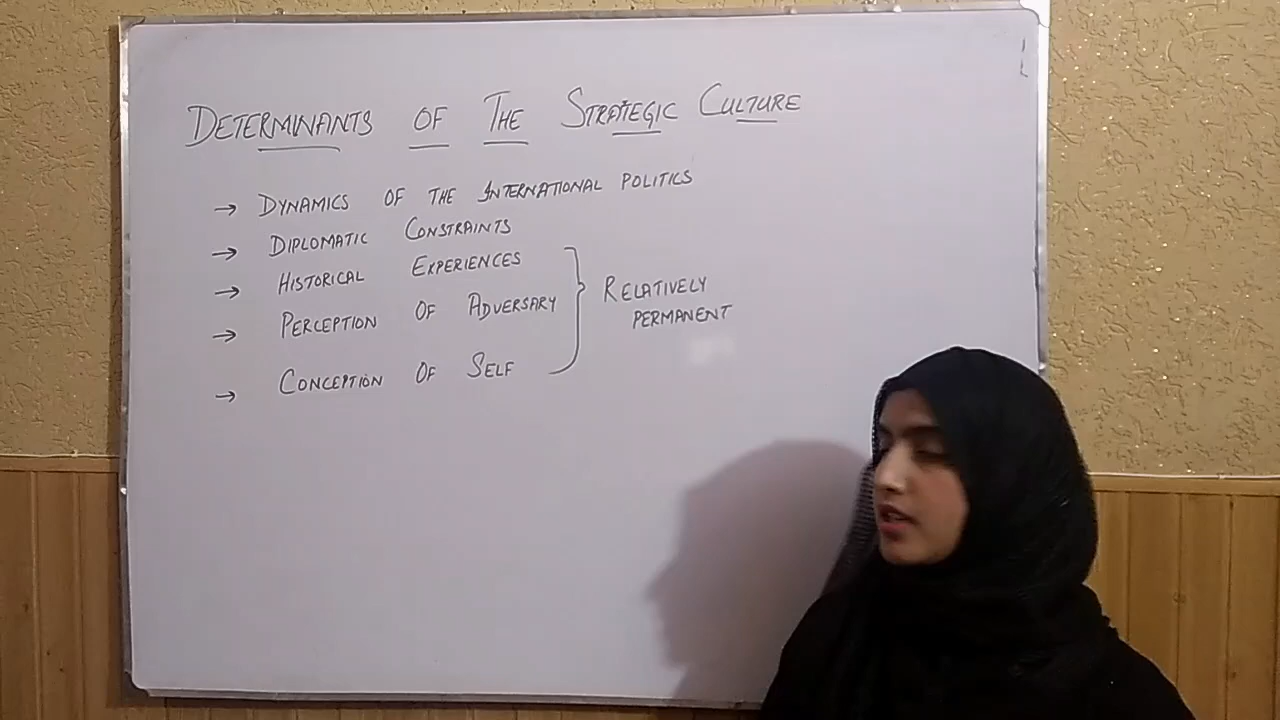 DETERMINANTS OF THE STRATEGIC CULTURE
→ DYNAMICS OF THE INTERNATIONAL POLITICS
→ DIPLOMATIC CONSTRAINTS
→ HISTORICAL EXPERIENCES
→ PERCEPTION OF ADVERSARY
→ CONCEPTION OF SELF
RELATIVELY
PERMANENT